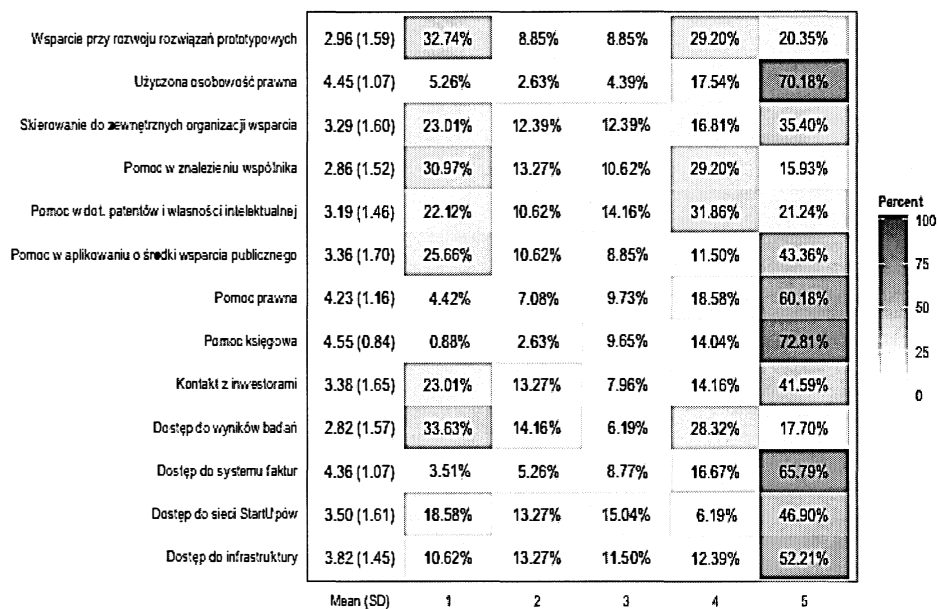 Wsparcie przy rozwoju rozwiązań prototypowych 2.96 (1.59) 32.74% 8.85% 8.85% 29.20% 20.35%
Użyczona osobowość prawna 4.45 (1.07) 5.26% 2.63% 4.39% 17.54% 70.18%
Skierowanie do zewnętrznych organizacji wsparcia 3.29 (1.60) 23.01% 12.39% 12.39% 16.81% 35.40%
Pomoc w znalezieniu wspólnika 2.86 (1.52) 30.97% 13.27% 10.62% 29.20% 15.93%
Pomoc w dot. patentów i własności intelektualnej 3.19 (1.46) 22.12% 10.62% 14.16% 31.86% 21.24%
Pomoc w aplikowaniu o środki wsparcia publicznego 3.36 (1.70) 25.66% 10.62% 8.85% 11.50% 43.36%
Pomoc prawna 4.23 (1.16) 4.42% 7.08% 9.73% 18.58% 60.18%
Pomoc księgowa 4.55 (0.84) 0.88% 2.63% 9.65% 14.04% 72.81%
Kontakt z inwestorami 3.38 (1.65) 23.01% 13.27% 7.96% 14.16% 41.59%
Dostęp do wyników badań 2.82 (1.57) 33.63% 14.16% 6.19% 28.32% 17.70%
Dostęp do systemu faktur 4.36 (1.07) 3.51% 5.26% 8.77% 16.67% 65.79%
Dostęp do sieci StartUpów 3.50 (1.61) 18.58% 13.27% 15.04% 6.19% 46.90%
Dostęp do infrastruktury 3.82 (1.45) 10.62% 13.27% 11.50% 12.39% 52.21%
Mean (SD) 1 2 3 4 5
Percent
100
75
50
25
0